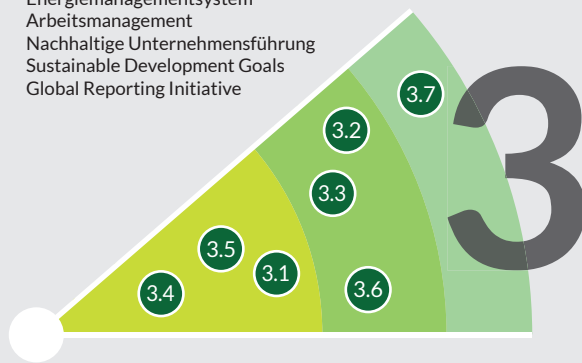 Energiemanagementsystem
Arbeitsmanagement
Nachhaltige Unternehmensführung
Sustainable Development Goals
Global Reporting Initiative
3
3.7
3.2
3.3
3.5
3.1
3.4
3.6